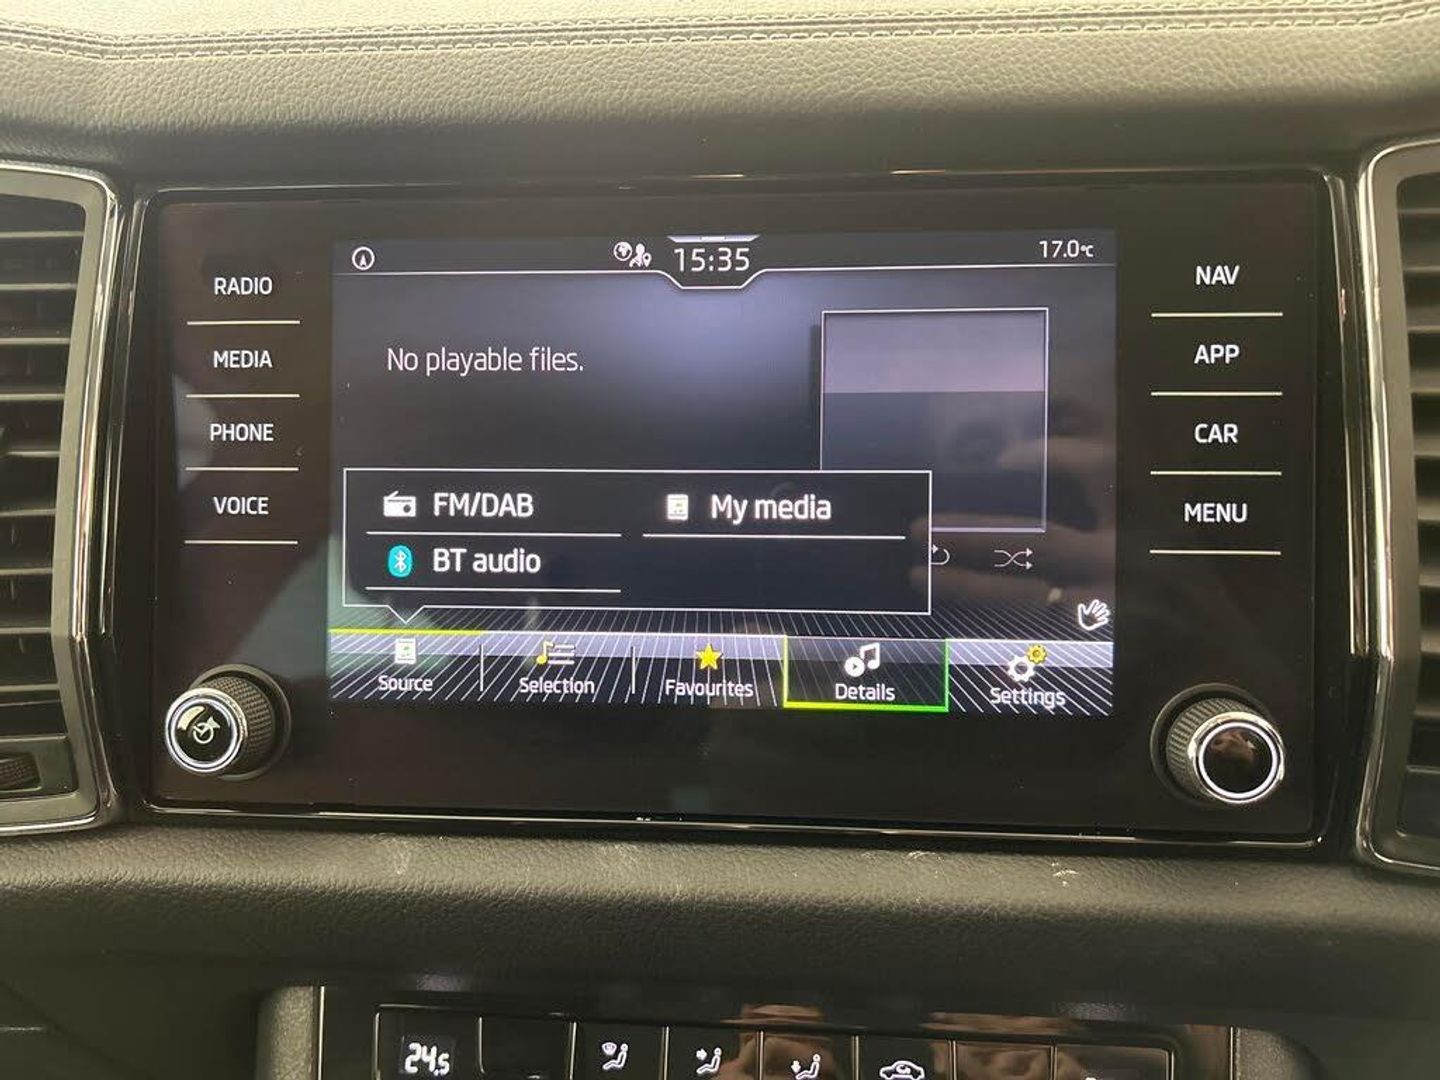 15:35
17.0°C
RADIO
MEDIA
PHONE
VOICE
No playable files.
FM/DAB
My media
BT audio
Source
Selection
Favourites
Details
Settings
NAV
APP
CAR
MENU
24.5